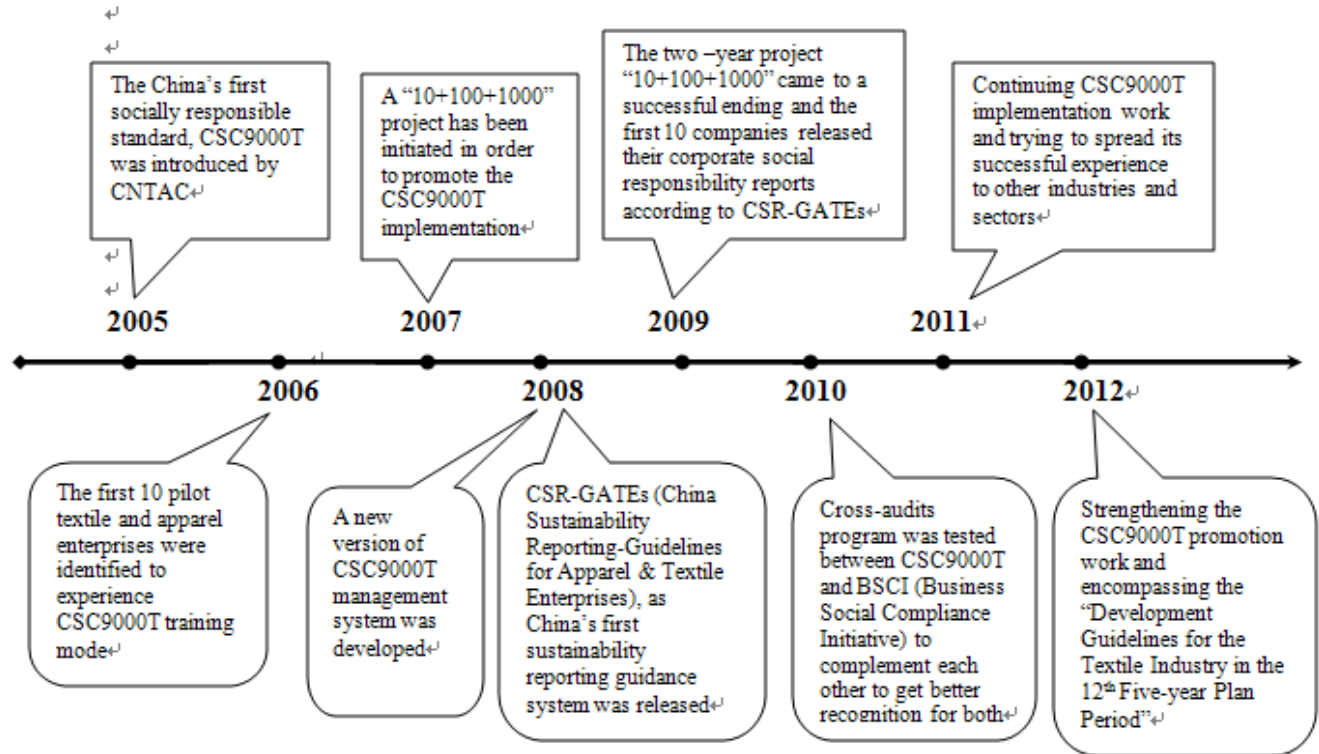 The China's first
socially responsible
standard, CSC9000T
was introduced by
CNTAC↵
A "10+100+1000"
project has been
initiated in order
to promote the
CSC9000T
implementation↵
The two –year project
"10+100+1000" came to a
successful ending and the
first 10 companies released
their corporate social
responsibility reports
according to CSR-GATEs↵
Continuing CSC9000T
implementation work
and trying to spread its
successful experience
to other industries and
sectors↵
2005
2007
2009
2011↵
2006
2008
2010
2012↵
The first 10 pilot
textile and apparel
enterprises were
identified to
experience
CSC9000T training
mode↵
A new
version of
CSC9000T
management
system was
developed↵
CSR-GATEs (China
Sustainability
Reporting-Guidelines
for Apparel & Textile
Enterprises), as
China's first
sustainability
reporting guidance
system was released↵
Cross-audits
program was tested
between CSC9000T
and BSCI (Business
Social Compliance
Initiative) to
complement each
other to get better
recognition for both↵
Strengthening the
CSC9000T promotion
work and
encompassing the
"Development
Guidelines for the
Textile Industry in the
12th Five-year Plan
Period"↵